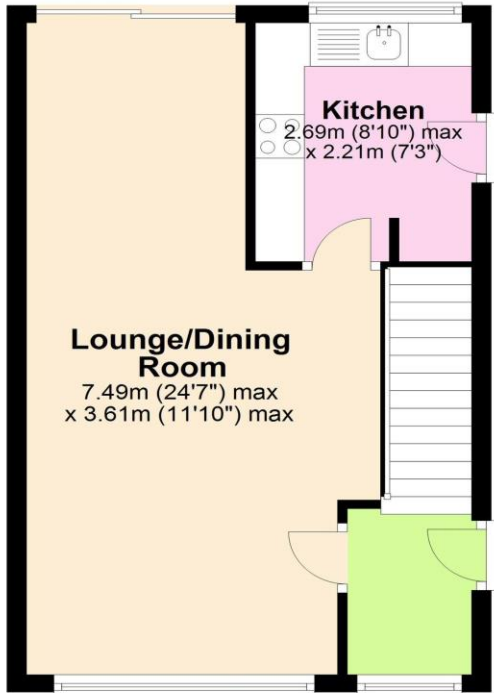 Kitchen
2.69m (8'10") max
x 2.21m (7'3")
Lounge/Dining
Room
7.49m (24'7") max
x 3.61m (11'10") max